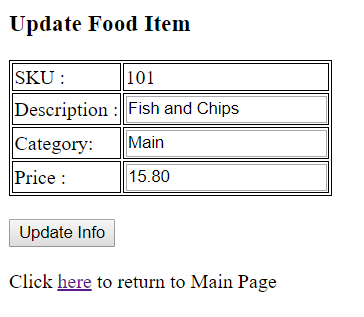 Update Food Item
SKU : 101
Description : Fish and Chips
Category: Main
Price : 15.80
Update Info
Click here to return to Main Page